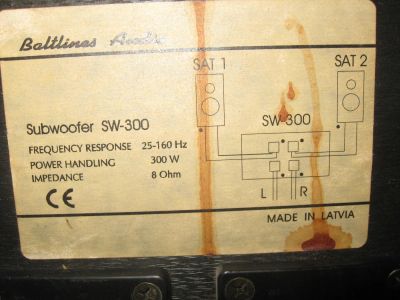 Baltlines Audio
SAT 1
SAT 2
Subwoofer SW-300
SW-300
FREQUENCY RESPONSE 25-160 Hz
POWER HANDLING 300 W
IMPEDANCE 8 Ohm
CE
L R
MADE IN LATVIA